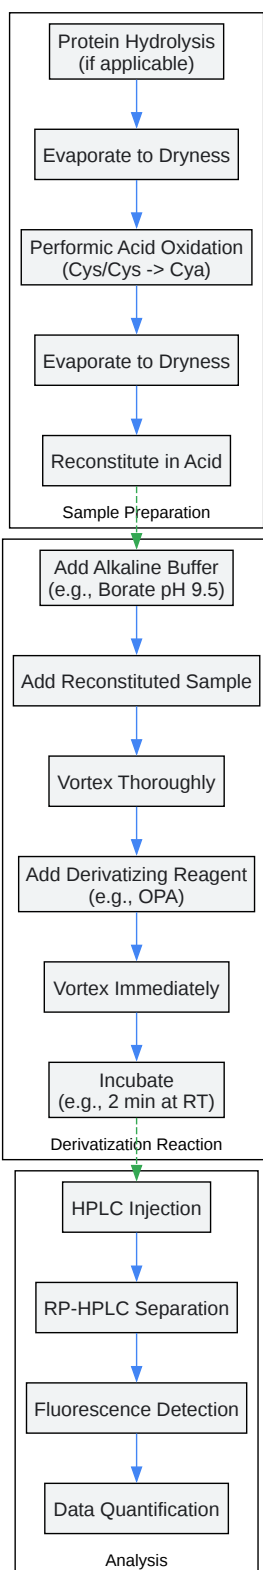 Protein Hydrolysis
(if applicable)
Evaporate to Dryness
Performic Acid Oxidation
(Cys/Cys -> Cya)
Evaporate to Dryness
Reconstitute in Acid
Sample Preparation
Add Alkaline Buffer
(e.g., Borate pH 9.5)
Add Reconstituted Sample
Vortex Thoroughly
Add Derivatizing Reagent
(e.g., OPA)
Vortex Immediately
Incubate
(e.g., 2 min at RT)
Derivatization Reaction
HPLC Injection
RP-HPLC Separation
Fluorescence Detection
Data Quantification
Analysis